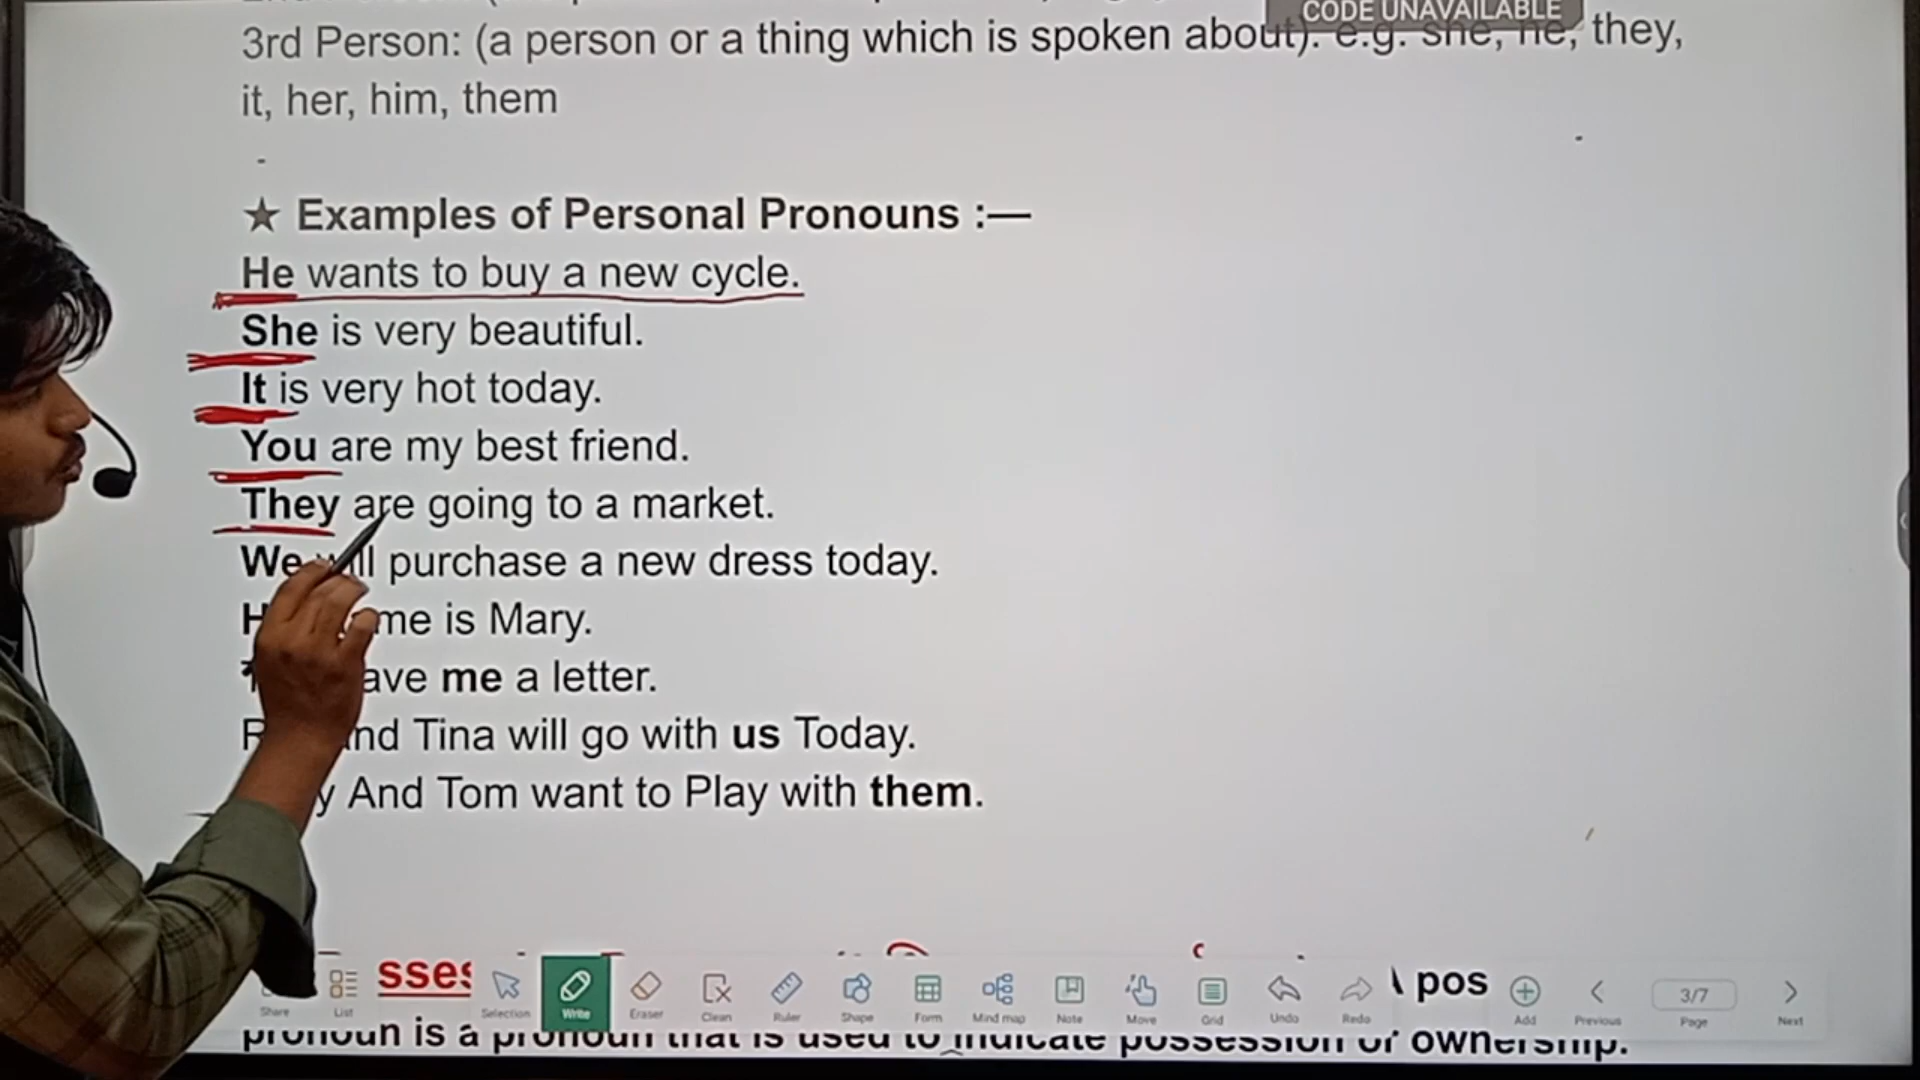 CODE UNAVAILABLE
3rd Person: (a person or a thing which is spoken about). e.g. she, he, they,
it, her, him, them
★ Examples of Personal Pronouns :—
He wants to buy a new cycle.
She is very beautiful.
It is very hot today.
You are my best friend.
They are going to a market.
We will purchase a new dress today.
is Mary.
me a letter.
Tina will go with us Today.
And Tom want to Play with them.
pos
pronoun is a pronoun that is used to indicate possession or ownership.
Share List Selection Write Eraser Clean Ruler Shape Form Mind map Note Move Grid Undo Redo Add Previous 3/7 Page Next